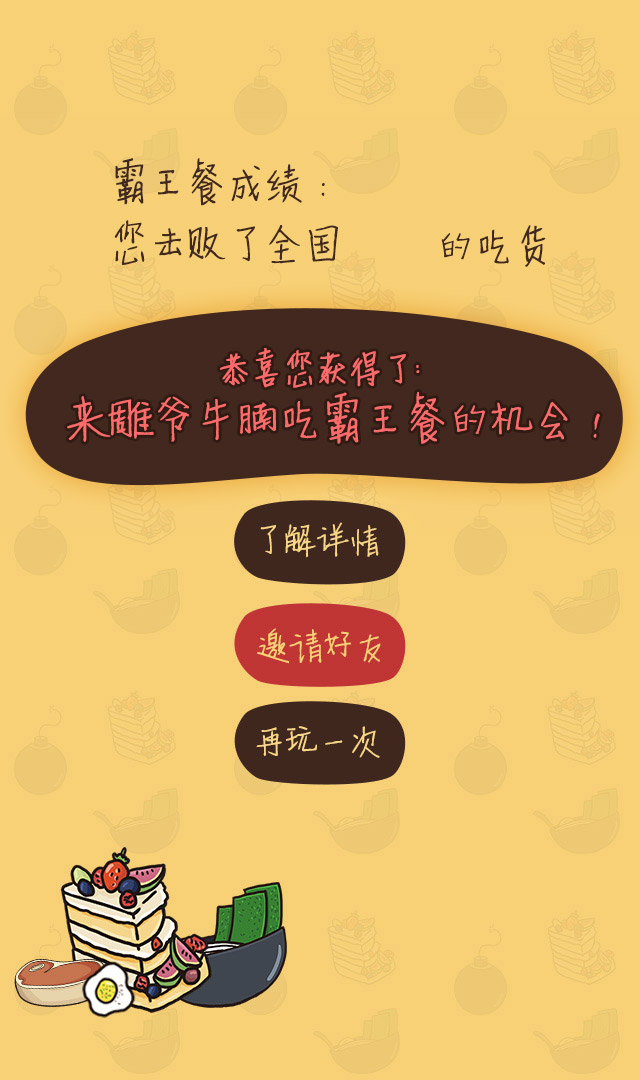 霸王餐成绩：
您击败了全国 的吃货
恭喜您获得了:
来雕爷牛腩吃霸王餐的机会！
了解详情
邀请好友
再玩一次